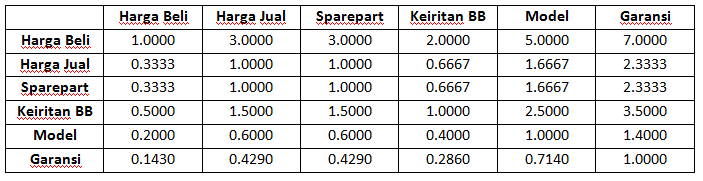 Harga Beli Harga Jual Sparepart Keiritan BB Model Garansi
Harga Beli 1.0000 3.0000 3.0000 2.0000 5.0000 7.0000
Harga Jual 0.3333 1.0000 1.0000 0.6667 1.6667 2.3333
Sparepart 0.3333 1.0000 1.0000 0.6667 1.6667 2.3333
Keiritan BB 0.5000 1.5000 1.5000 1.0000 2.5000 3.5000
Model 0.2000 0.6000 0.6000 0.4000 1.0000 1.4000
Garansi 0.1430 0.4290 0.4290 0.2860 0.7140 1.0000